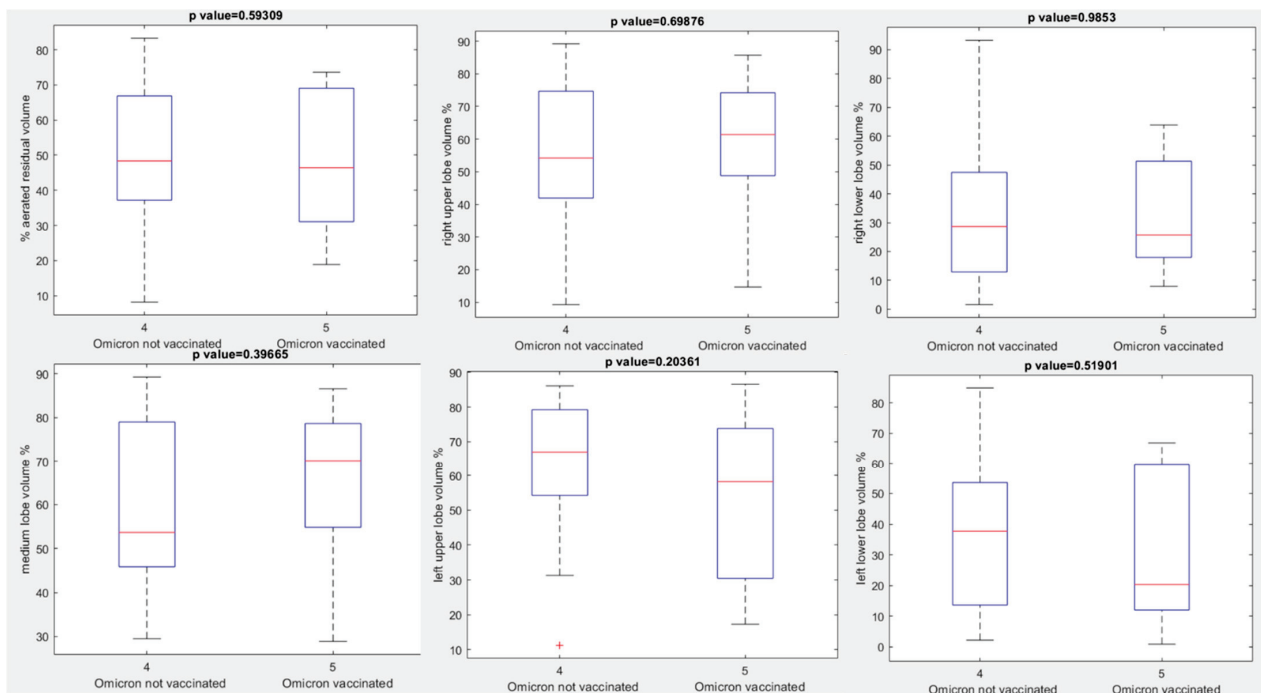 p value=0.59309
% aerated residual volume
80
70
60
50
40
30
20
10
4
5
Omicron not vaccinated
Omicron vaccinated
p value=0.69876
right upper lobe volume %
90
80
70
60
50
40
30
20
10
4
5
Omicron not vaccinated
Omicron vaccinated
p value=0.9853
right lower lobe volume %
90
80
70
60
50
40
30
20
10
0
4
5
Omicron not vaccinated
Omicron vaccinated
p value=0.39665
medium lobe volume %
90
80
70
60
50
40
30
4
5
Omicron not vaccinated
Omicron vaccinated
p value=0.20361
left upper lobe volume %
90
80
70
60
50
40
30
20
10
4
5
Omicron not vaccinated
Omicron vaccinated
p value=0.51901
left lower lobe volume %
80
70
60
50
40
30
20
10
0
4
5
Omicron not vaccinated
Omicron vaccinated